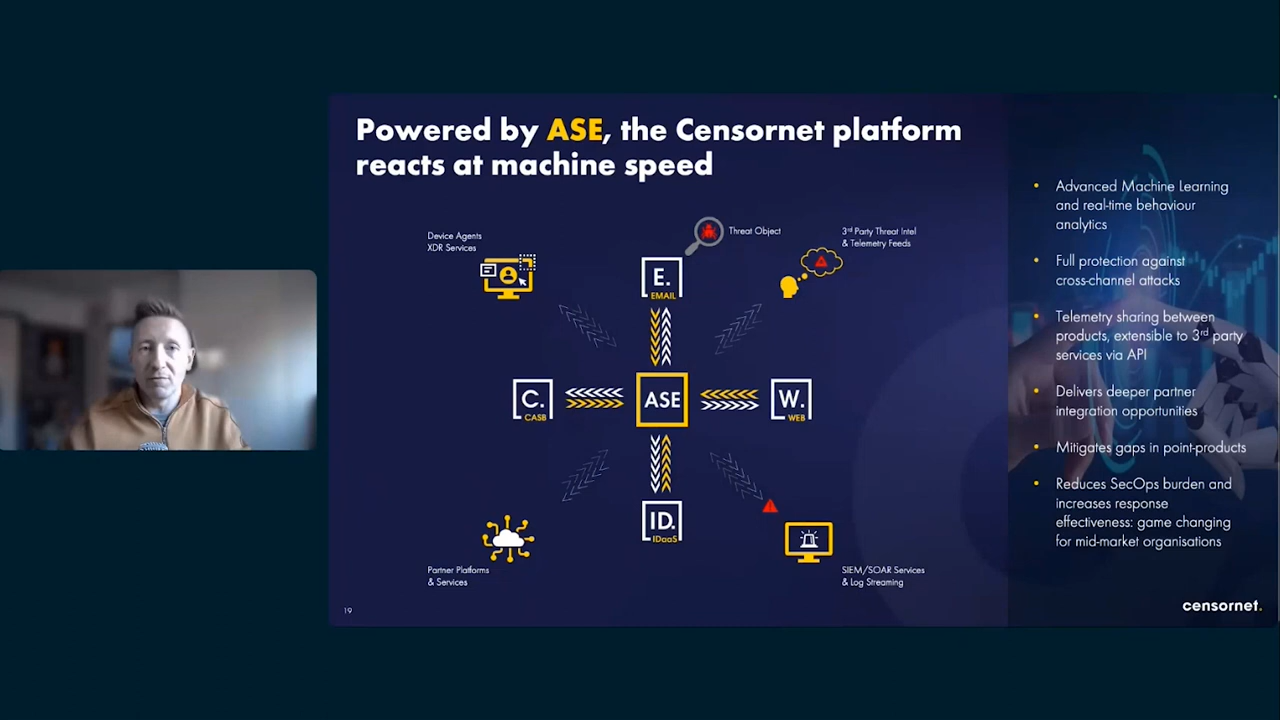 Powered by ASE, the Censornet platform
reacts at machine speed
Device Agents
XDR Services
Threat Object
3rd Party Threat Intel
& Telemetry Feeds
E.
EMAIL
C.
CASB
ASE
W.
WEB
ID.
IDaaS
Partner Platforms
& Services
SIEM/SOAR Services
& Log Streaming
• Advanced Machine Learning
and real-time behaviour
analytics
• Full protection against
cross-channel attacks
• Telemetry sharing between
products, extensible to 3rd party
services via API
• Delivers deeper partner
integration opportunities
• Mitigates gaps in point-products
• Reduces SecOps burden and
increases response
effectiveness: game changing
for mid-market organisations
19
censornet.